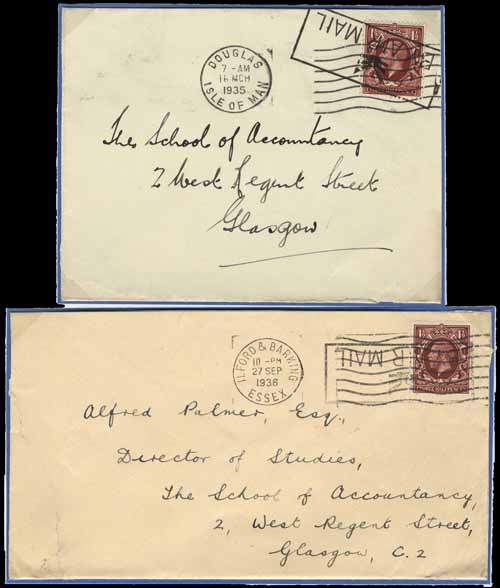 DOUGLAS
7 - AM
MCH
1935
ISLE OF MAN
AIR MAIL
The School of Accountancy
2 West Regent Street
Glasgow
ILFORD & BARKING
10 - PM
27 SEP
1936
ESSEX
R MAIL
Alfred Palmer, Esq.,
Director of Studies,
The School of Accountancy,
2, West Regent Street,
Glasgow, C.2